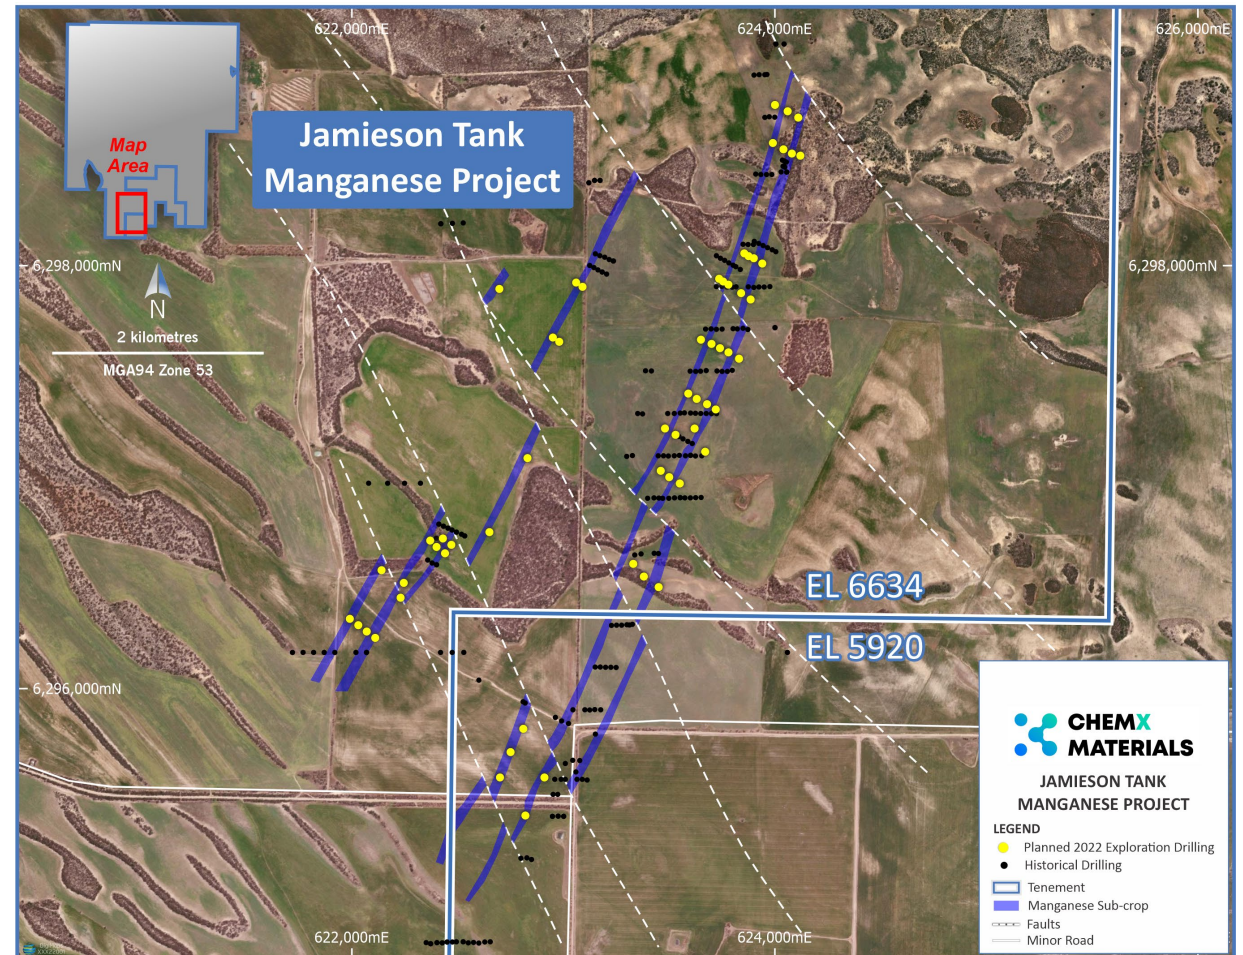 622,000mE
624,000mE
626,000mE
Jamieson Tank
Manganese Project
Map
Area
6,298,000mN
6,298,000mN
N
2 kilometres
MGA94 Zone 53
EL 6634
EL 5920
6,296,000mN
CHEMX
MATERIALS
JAMIESON TANK
MANGANESE PROJECT
LEGEND
Planned 2022 Exploration Drilling
Historical Drilling
Tenement
Manganese Sub-crop
Faults
Minor Road
622,000mE
624,000mE